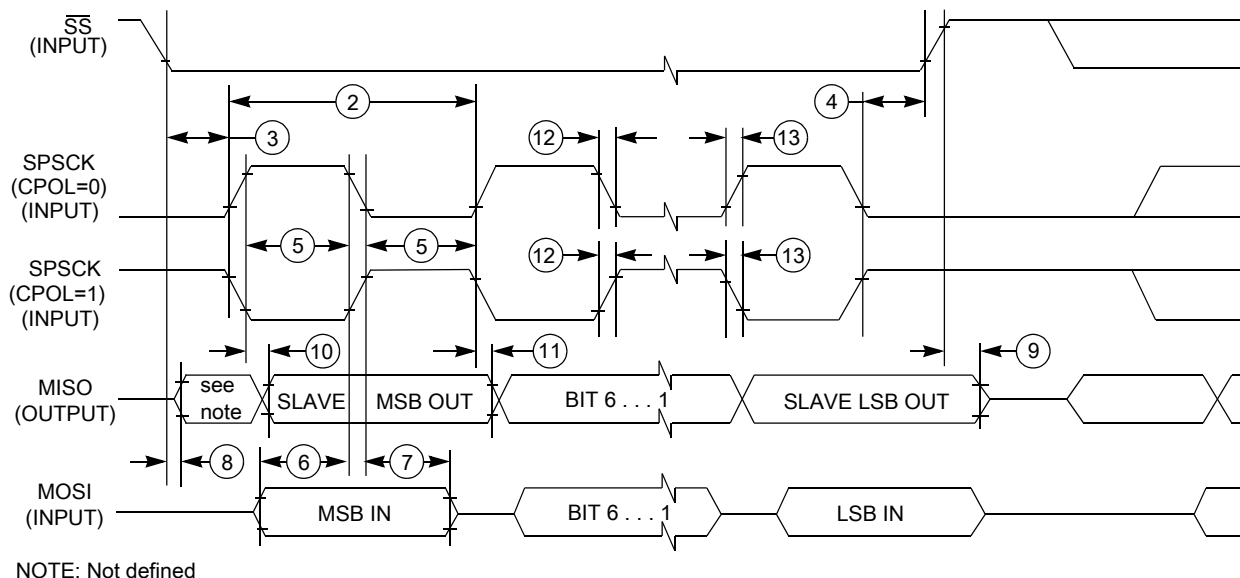 SS
(INPUT)
2
4
3
12
13
SPSCK
(CPOL=0)
(INPUT)
5
5
SPSCK
(CPOL=1)
(INPUT)
12
13
10
11
9
MISO
(OUTPUT)
see
note
SLAVE
MSB OUT
BIT 6 . . . 1
SLAVE LSB OUT
8
6
7
MOSI
(INPUT)
MSB IN
BIT 6 . . . 1
LSB IN
NOTE: Not defined